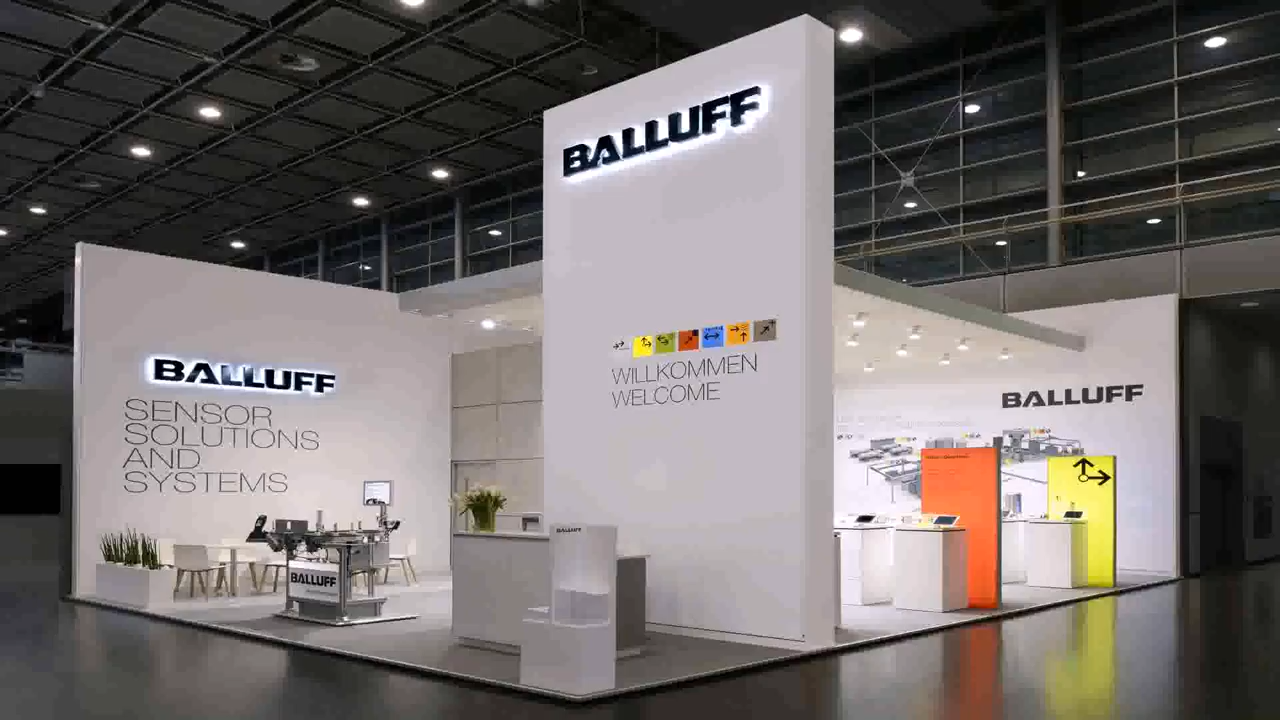 BALLUFF
BALLUFF
SENSOR
SOLUTIONS
AND
SYSTEMS
WILLKOMMEN
WELCOME
BALLUFF
BALLUFF
BALLUFF